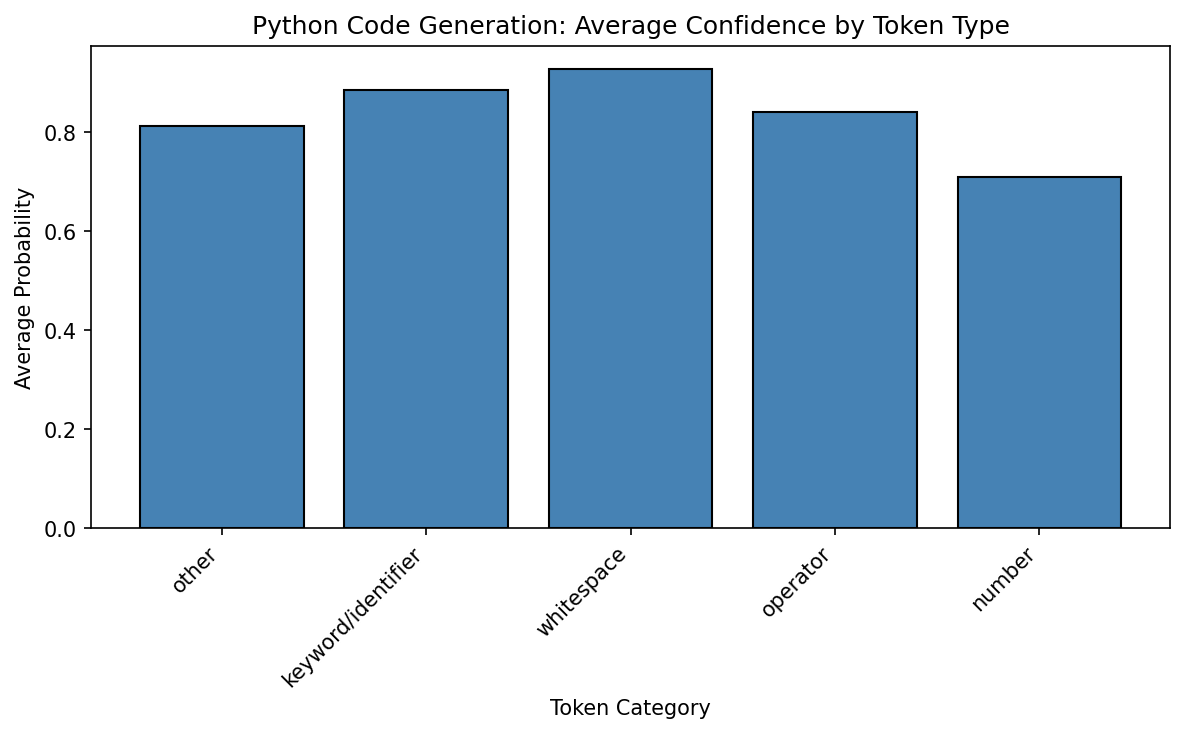 Python Code Generation: Average Confidence by Token Type
Average Probability
0.8
0.6
0.4
0.2
0.0
other
keyword/identifier
whitespace
operator
number
Token Category